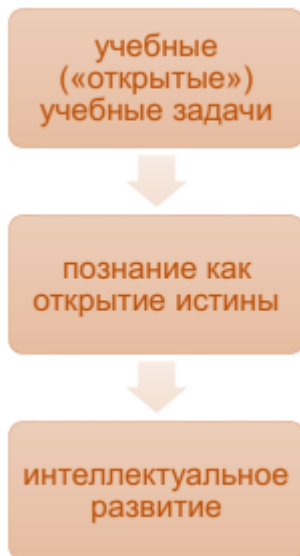 учебные
(«открытые»)
учебные задачи
познание как
открытие истины
интеллектуальное
развитие